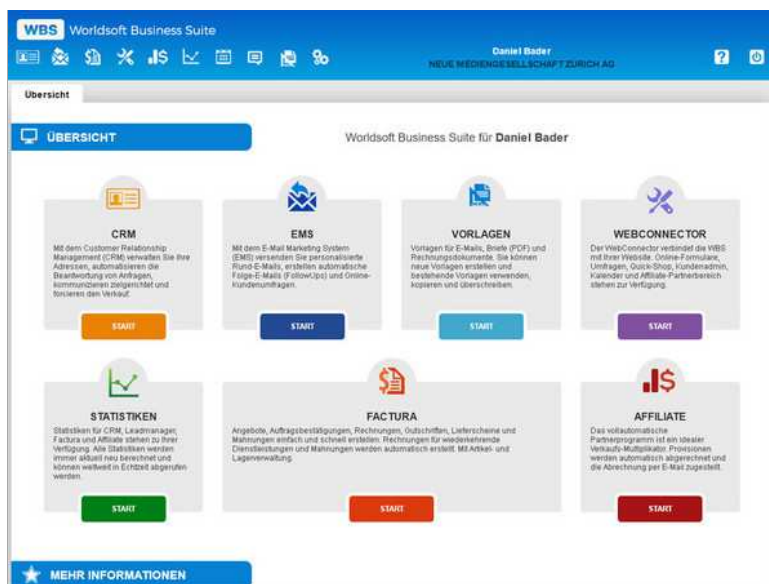 WBS Worldsoft Business Suite
Daniel Bader
NEUE MEDIENGESELLSCHAFT ZÜRICH AG
Übersicht
ÜBERSICHT
Worldsoft Business Suite für Daniel Bader
CRM
Mit dem Customer Relationship
Management (CRM) verwalten Sie Ihre
Adressen, automatisieren die
Beantwortung von Anfragen,
kommunizieren zielgerichtet und
forcieren den Verkauf.
START
EMS
Mit dem E-Mail Marketing System
(EMS) versenden Sie personalisierte
Rund-E-Mails, erstellen automatische
Folge-E-Mails (FollowUps) und Online-
Kundenumfragen.
START
VORLAGEN
Vorlagen für E-Mails, Briefe (PDF) und
Rechnungsdokumente. Sie können
neue Vorlagen erstellen und
bestehende Vorlagen verwenden,
kopieren und überschreiben.
START
WEBCONNECTOR
Der WebConnector verbindet die WBS
mit Ihrer Website. Online-Formulare,
Umfragen, Quick-Shop, Kundenadmin,
Kalender und Affiliate-Partnerbereich
stehen zur Verfügung.
START
STATISTIKEN
Statistiken für CRM, Leadmanager,
Factura und Affiliate stehen zu Ihrer
Verfügung. Alle Statistiken werden
immer aktuell neu berechnet und
können weltweit in Echtzeit abgerufen
werden.
START
FACTURA
Angebote, Auftragsbestätigungen, Rechnungen, Gutschriften, Lieferscheine und
Mahnungen einfach und schnell erstellen. Rechnungen für wiederkehrende
Dienstleistungen und Mahnungen werden automatisch erstellt. Mit Artikel- und
Lagerverwaltung.
START
AFFILIATE
Das vollautomatische
Partnerprogramm ist ein idealer
Verkaufs-Multiplikator. Provisionen
werden automatisch abgerechnet und
die Abrechnung per E-Mail zugestellt.
START
MEHR INFORMATIONEN